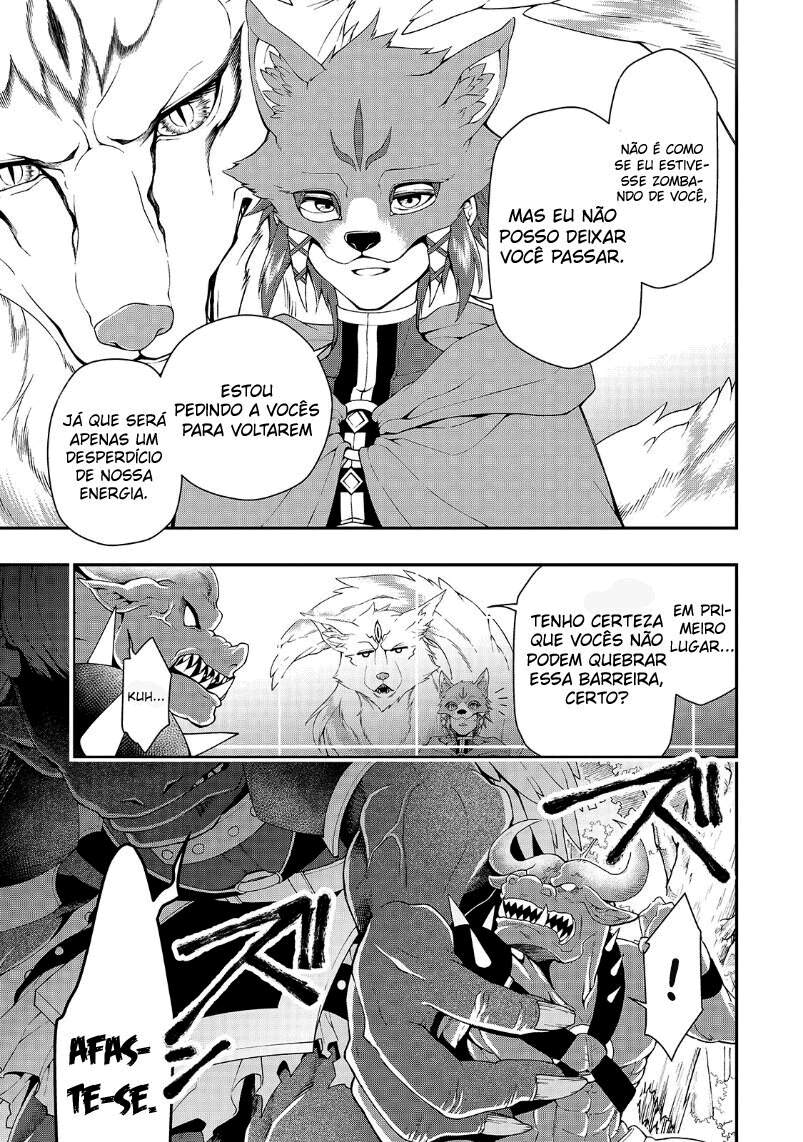 NÃO É COMO
SE EU ESTIVE-
SSE ZOMBA-
NDO DE VOCÊ,
MAS EU NÃO
POSSO DEIXAR
VOCÊ PASSAR.
ESTOU
PEDINDO A VOCÊS
PARA VOLTAREM
JÁ QUE SERÁ
APENAS UM
DESPERDÍCIO
DE NOSSA
ENERGIA.
EM PRI-
MEIRO
LUGAR...
TENHO CERTEZA
QUE VOCÊS NÃO
PODEM QUEBRAR
ESSA BARREIRA,
CERTO?
KUH...
ズ
ズ
!
AFAS-
TE-SE.